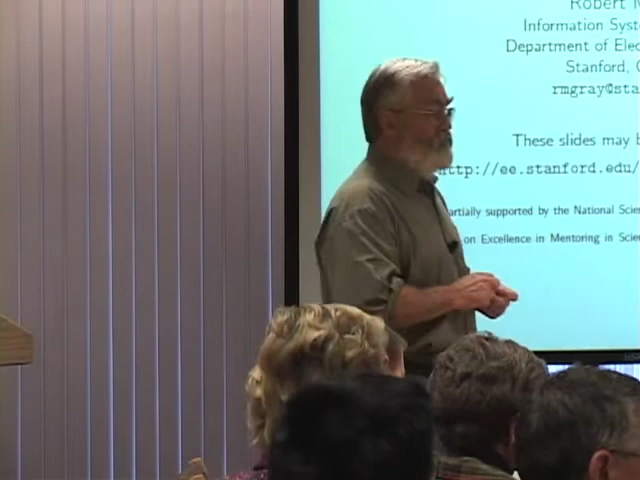 Robert M
Information Syst
Department of Elec
Stanford, C
rmgray@sta
These slides may b
http://ee.stanford.edu/
artially supported by the National Scie
on Excellence in Mentoring in Scie